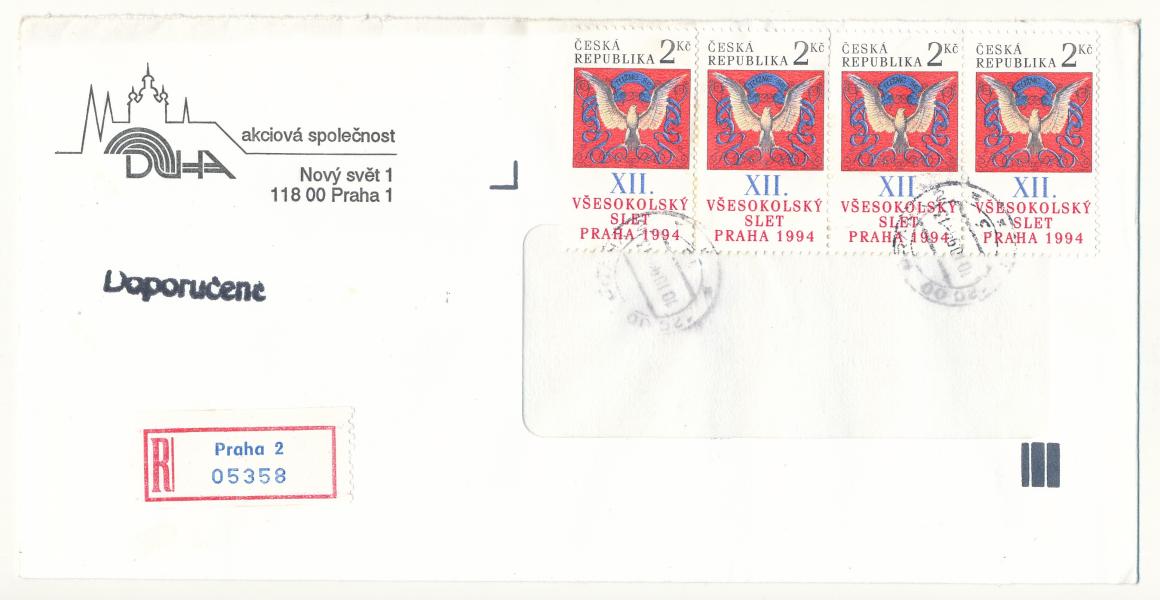 DUHA
akciová společnost
Nový svět 1
118 00 Praha 1
ČESKÁ REPUBLIKA 2 Kč
XII.
VŠESOKOLSKÝ
SLET
PRAHA 1994
ČESKÁ REPUBLIKA 2 Kč
XII.
VŠESOKOLSKÝ
SLET
PRAHA 1994
ČESKÁ REPUBLIKA 2 Kč
XII.
VŠESOKOLSKÝ
SLET
PRAHA 1994
ČESKÁ REPUBLIKA 2 Kč
XII.
VŠESOKOLSKÝ
SLET
PRAHA 1994
Doporučeně
R
Praha 2
05358